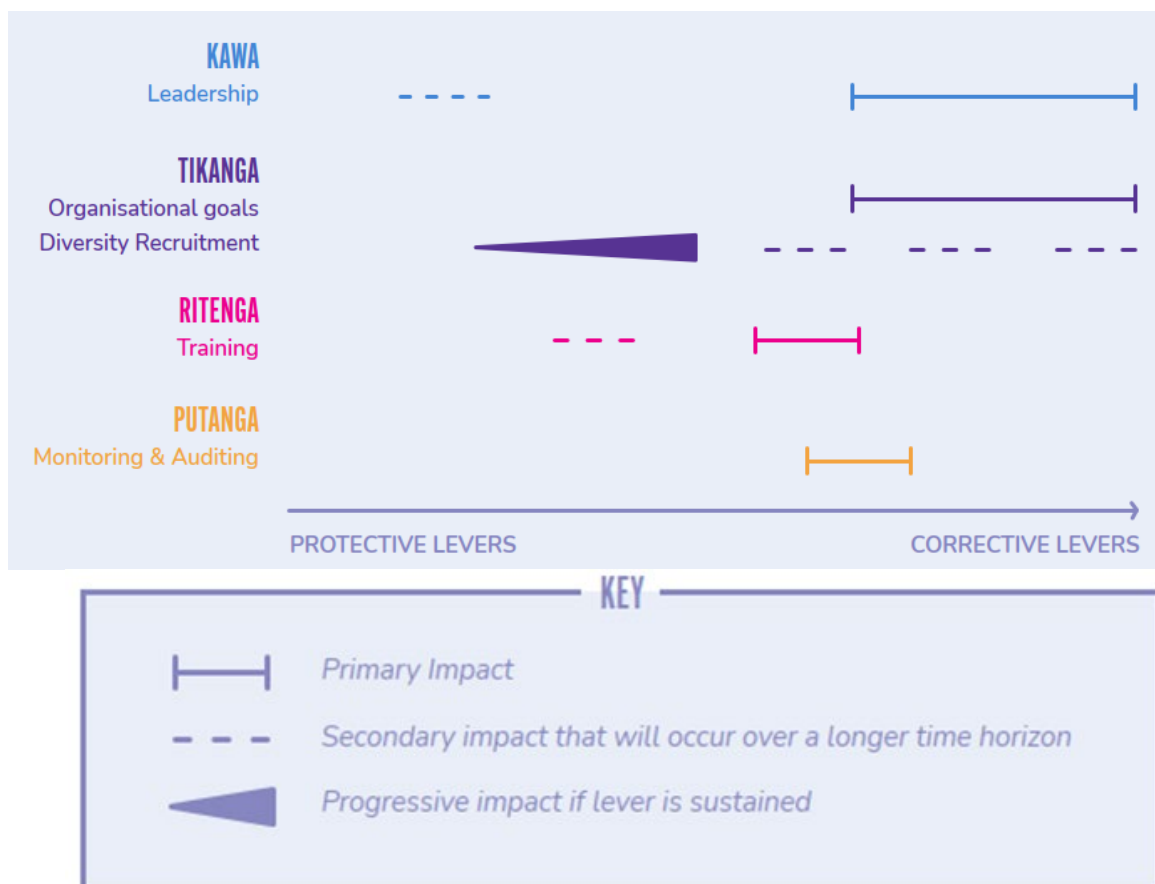 KAWA
Leadership
TIKANGA
Organisational goals
Diversity Recruitment
RITENGA
Training
PUTANGA
Monitoring & Auditing
PROTECTIVE LEVERS
CORRECTIVE LEVERS
KEY
Primary Impact
Secondary impact that will occur over a longer time horizon
Progressive impact if lever is sustained